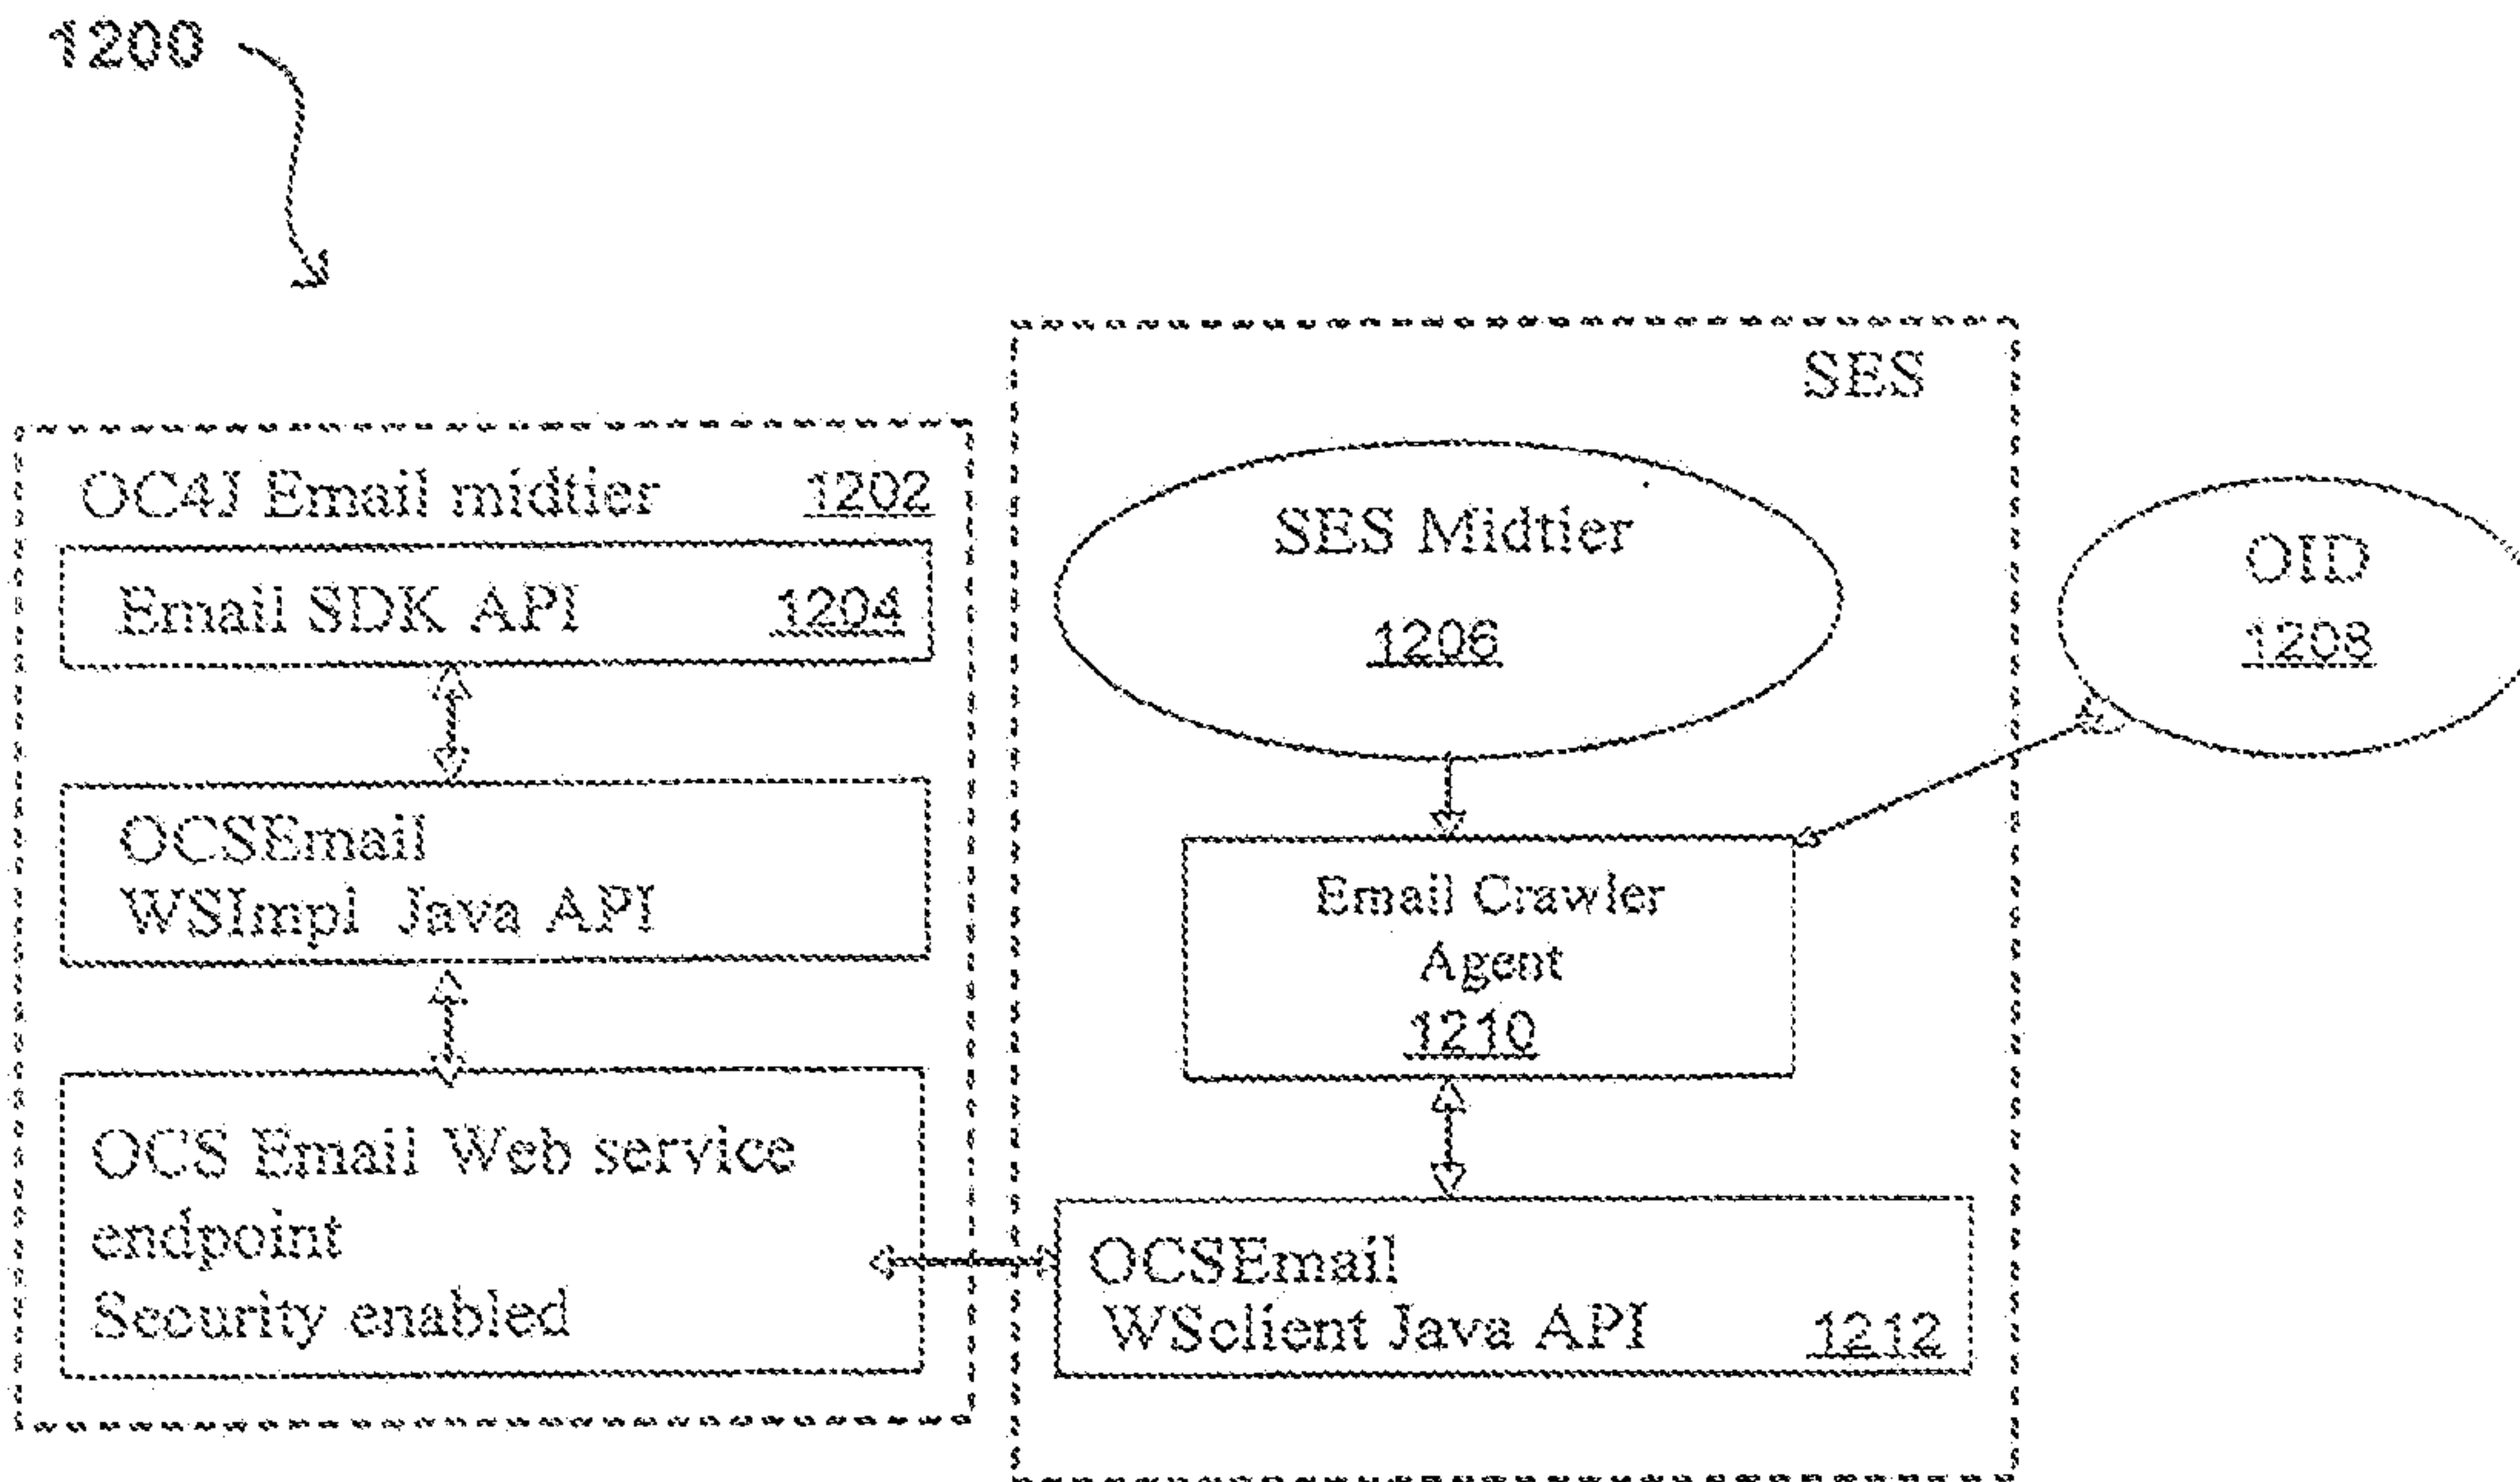 1200
OC4J Email midtier 1202
Email SDK API 1204
OCSEmail
WSImpl Java API
OCS Email Web service
endpoint
Security enabled
SES
SES Midtier
1206
Email Crawler
Agent
1210
OCSEmail
WSclient Java API 1212
OID
1208